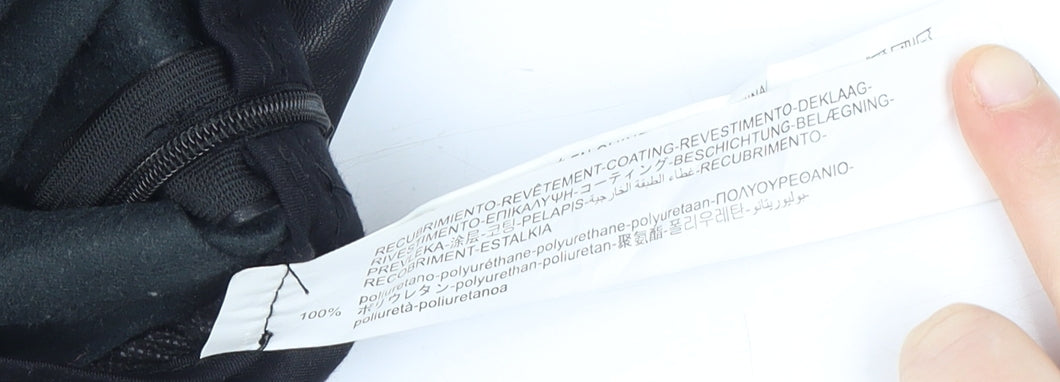 INA
RECUBRIMIENTO-REVÊTEMENT-COATING-REVESTIMENTO-DEKLAAG-
RIVESTIMENTO-ΕΠΙΚΑΛΥΨΗ-コーティング-BESCHICHTUNG-BELÆGNING-
PREVLEKA-涂层-코팅-PELAPIS-غطاء الطبقة الخارجية-RECUBRIMENTO-
RECOBRIMENT-ESTALKIA
100% poliuretano-polyuréthane-polyurethane-polyuretaan-ΠΟΛΥΟΥΡΕΘΑΝΙΟ-
ポリウレタン-polyurethan-poliuretan-聚氨酯-폴리우레탄-جوليوريتانو
poliuretà-poliuretanoa